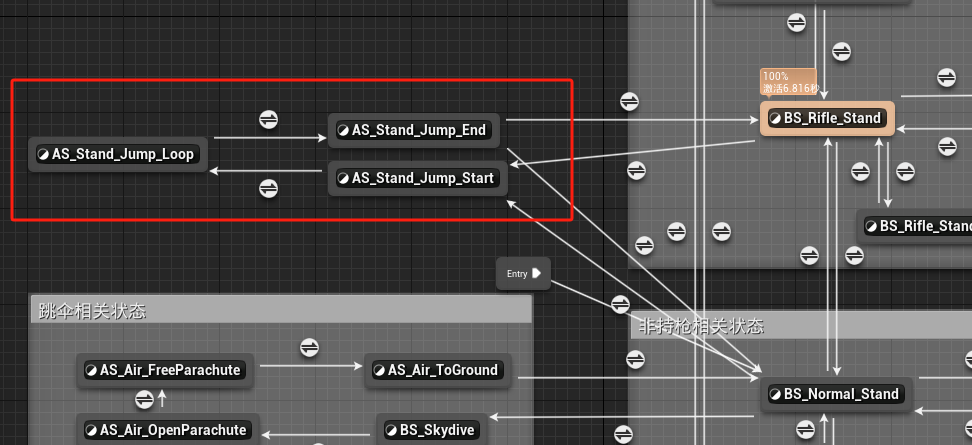 100%
激活6.816秒
BS_Rifle_Stand
AS_Stand_Jump_End
AS_Stand_Jump_Loop
AS_Stand_Jump_Start
BS_Rifle_Stand
Entry
跳伞相关状态
非持枪相关状态
AS_Air_FreeParachute
AS_Air_ToGround
BS_Normal_Stand
AS_Air_OpenParachute
BS_Skydive